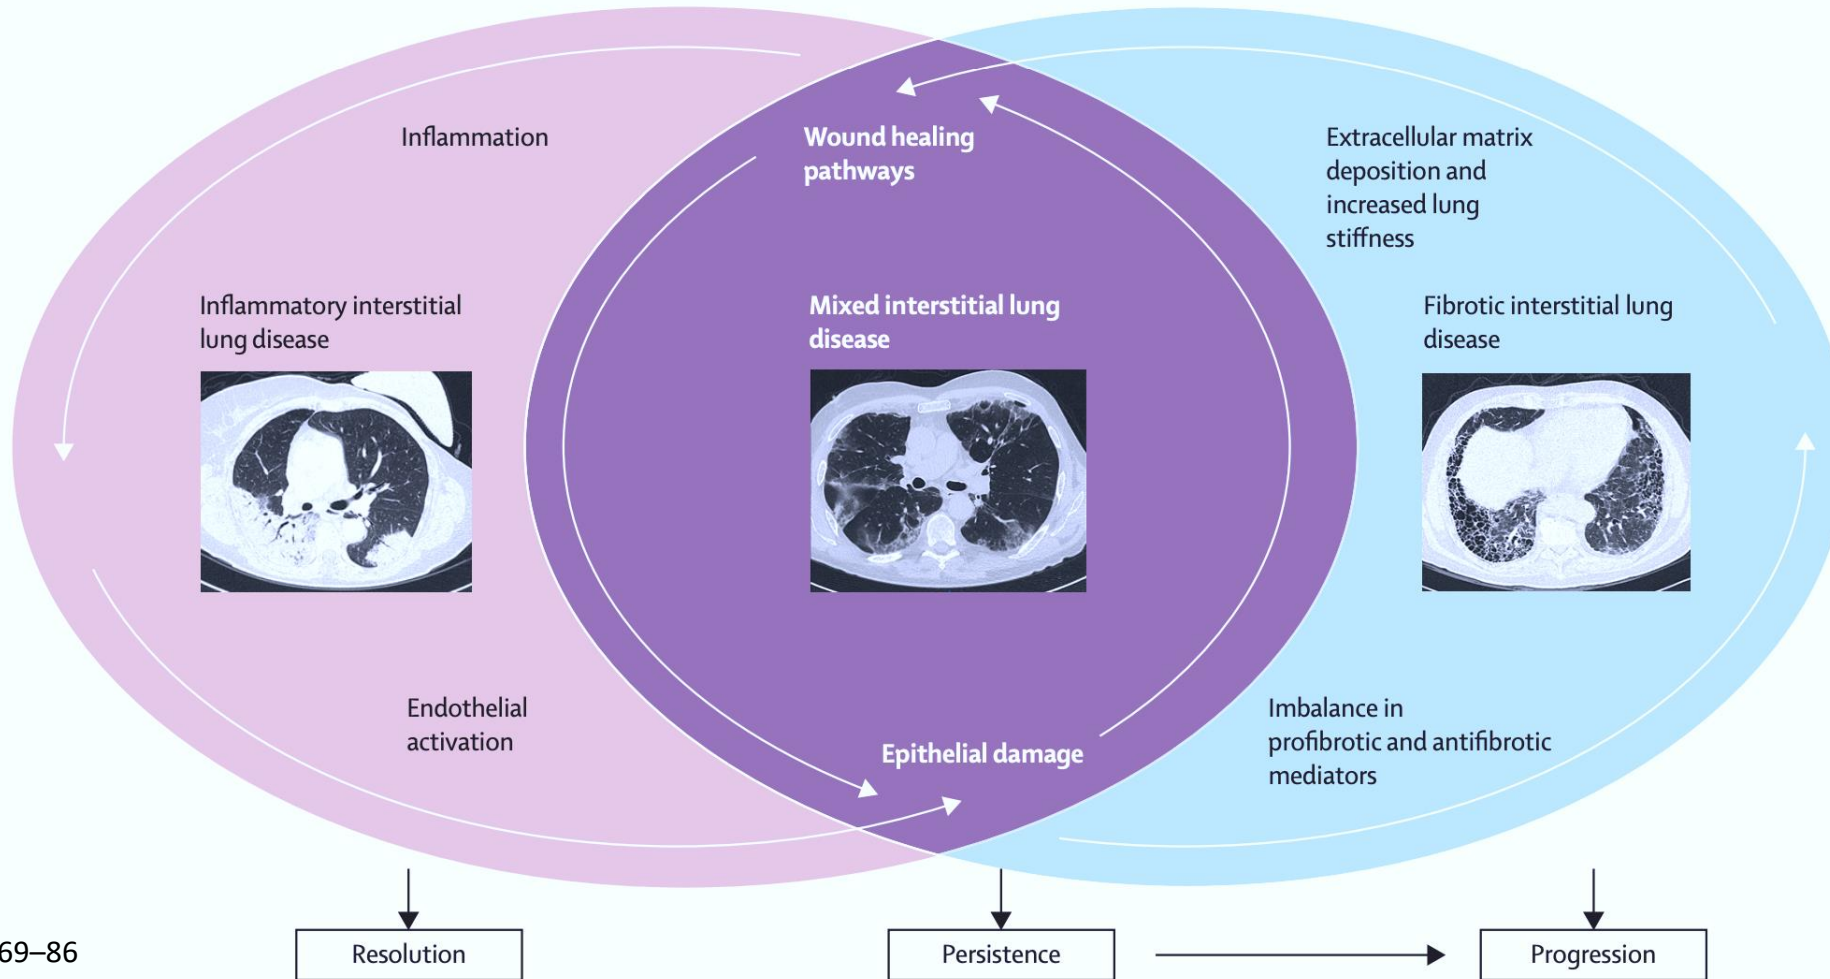 Inflammation
Wound healing
pathways
Extracellular matrix
deposition and
increased lung
stiffness
Inflammatory interstitial
lung disease
Mixed interstitial lung
disease
Fibrotic interstitial lung
disease
Endothelial
activation
Epithelial damage
Imbalance in
profibrotic and antifibrotic
mediators
69–86
Resolution
Persistence
Progression